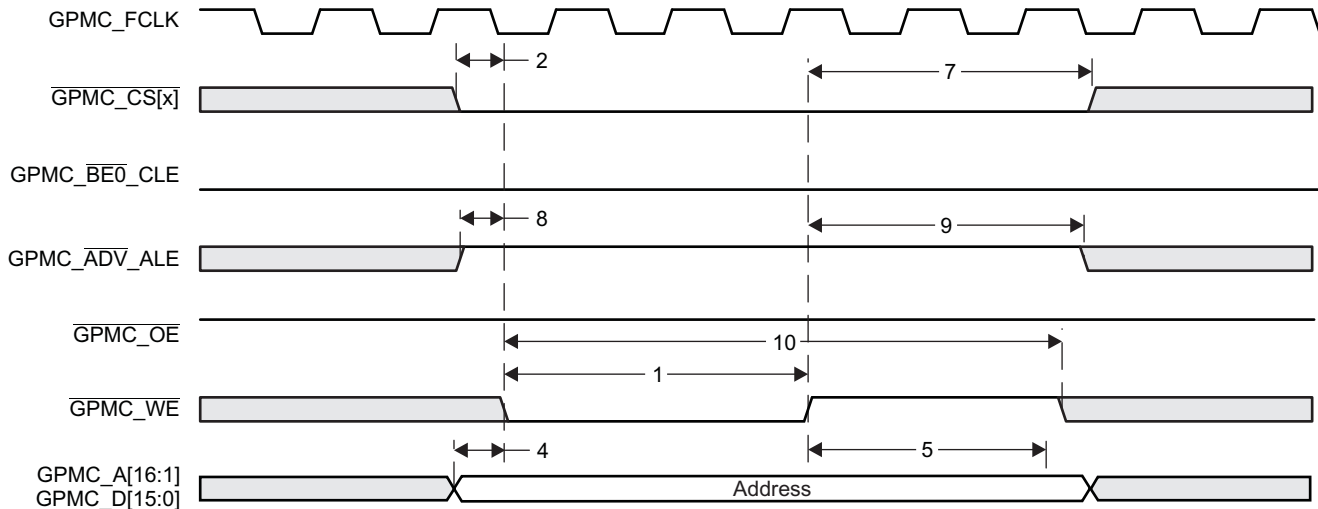 GPMC_FCLK
2
7
GPMC_CS[x]
GPMC_BE0_CLE
8
9
GPMC_ADV_ALE
GPMC_OE
10
1
GPMC_WE
4
5
GPMC_A[16:1]
GPMC_D[15:0]
Address